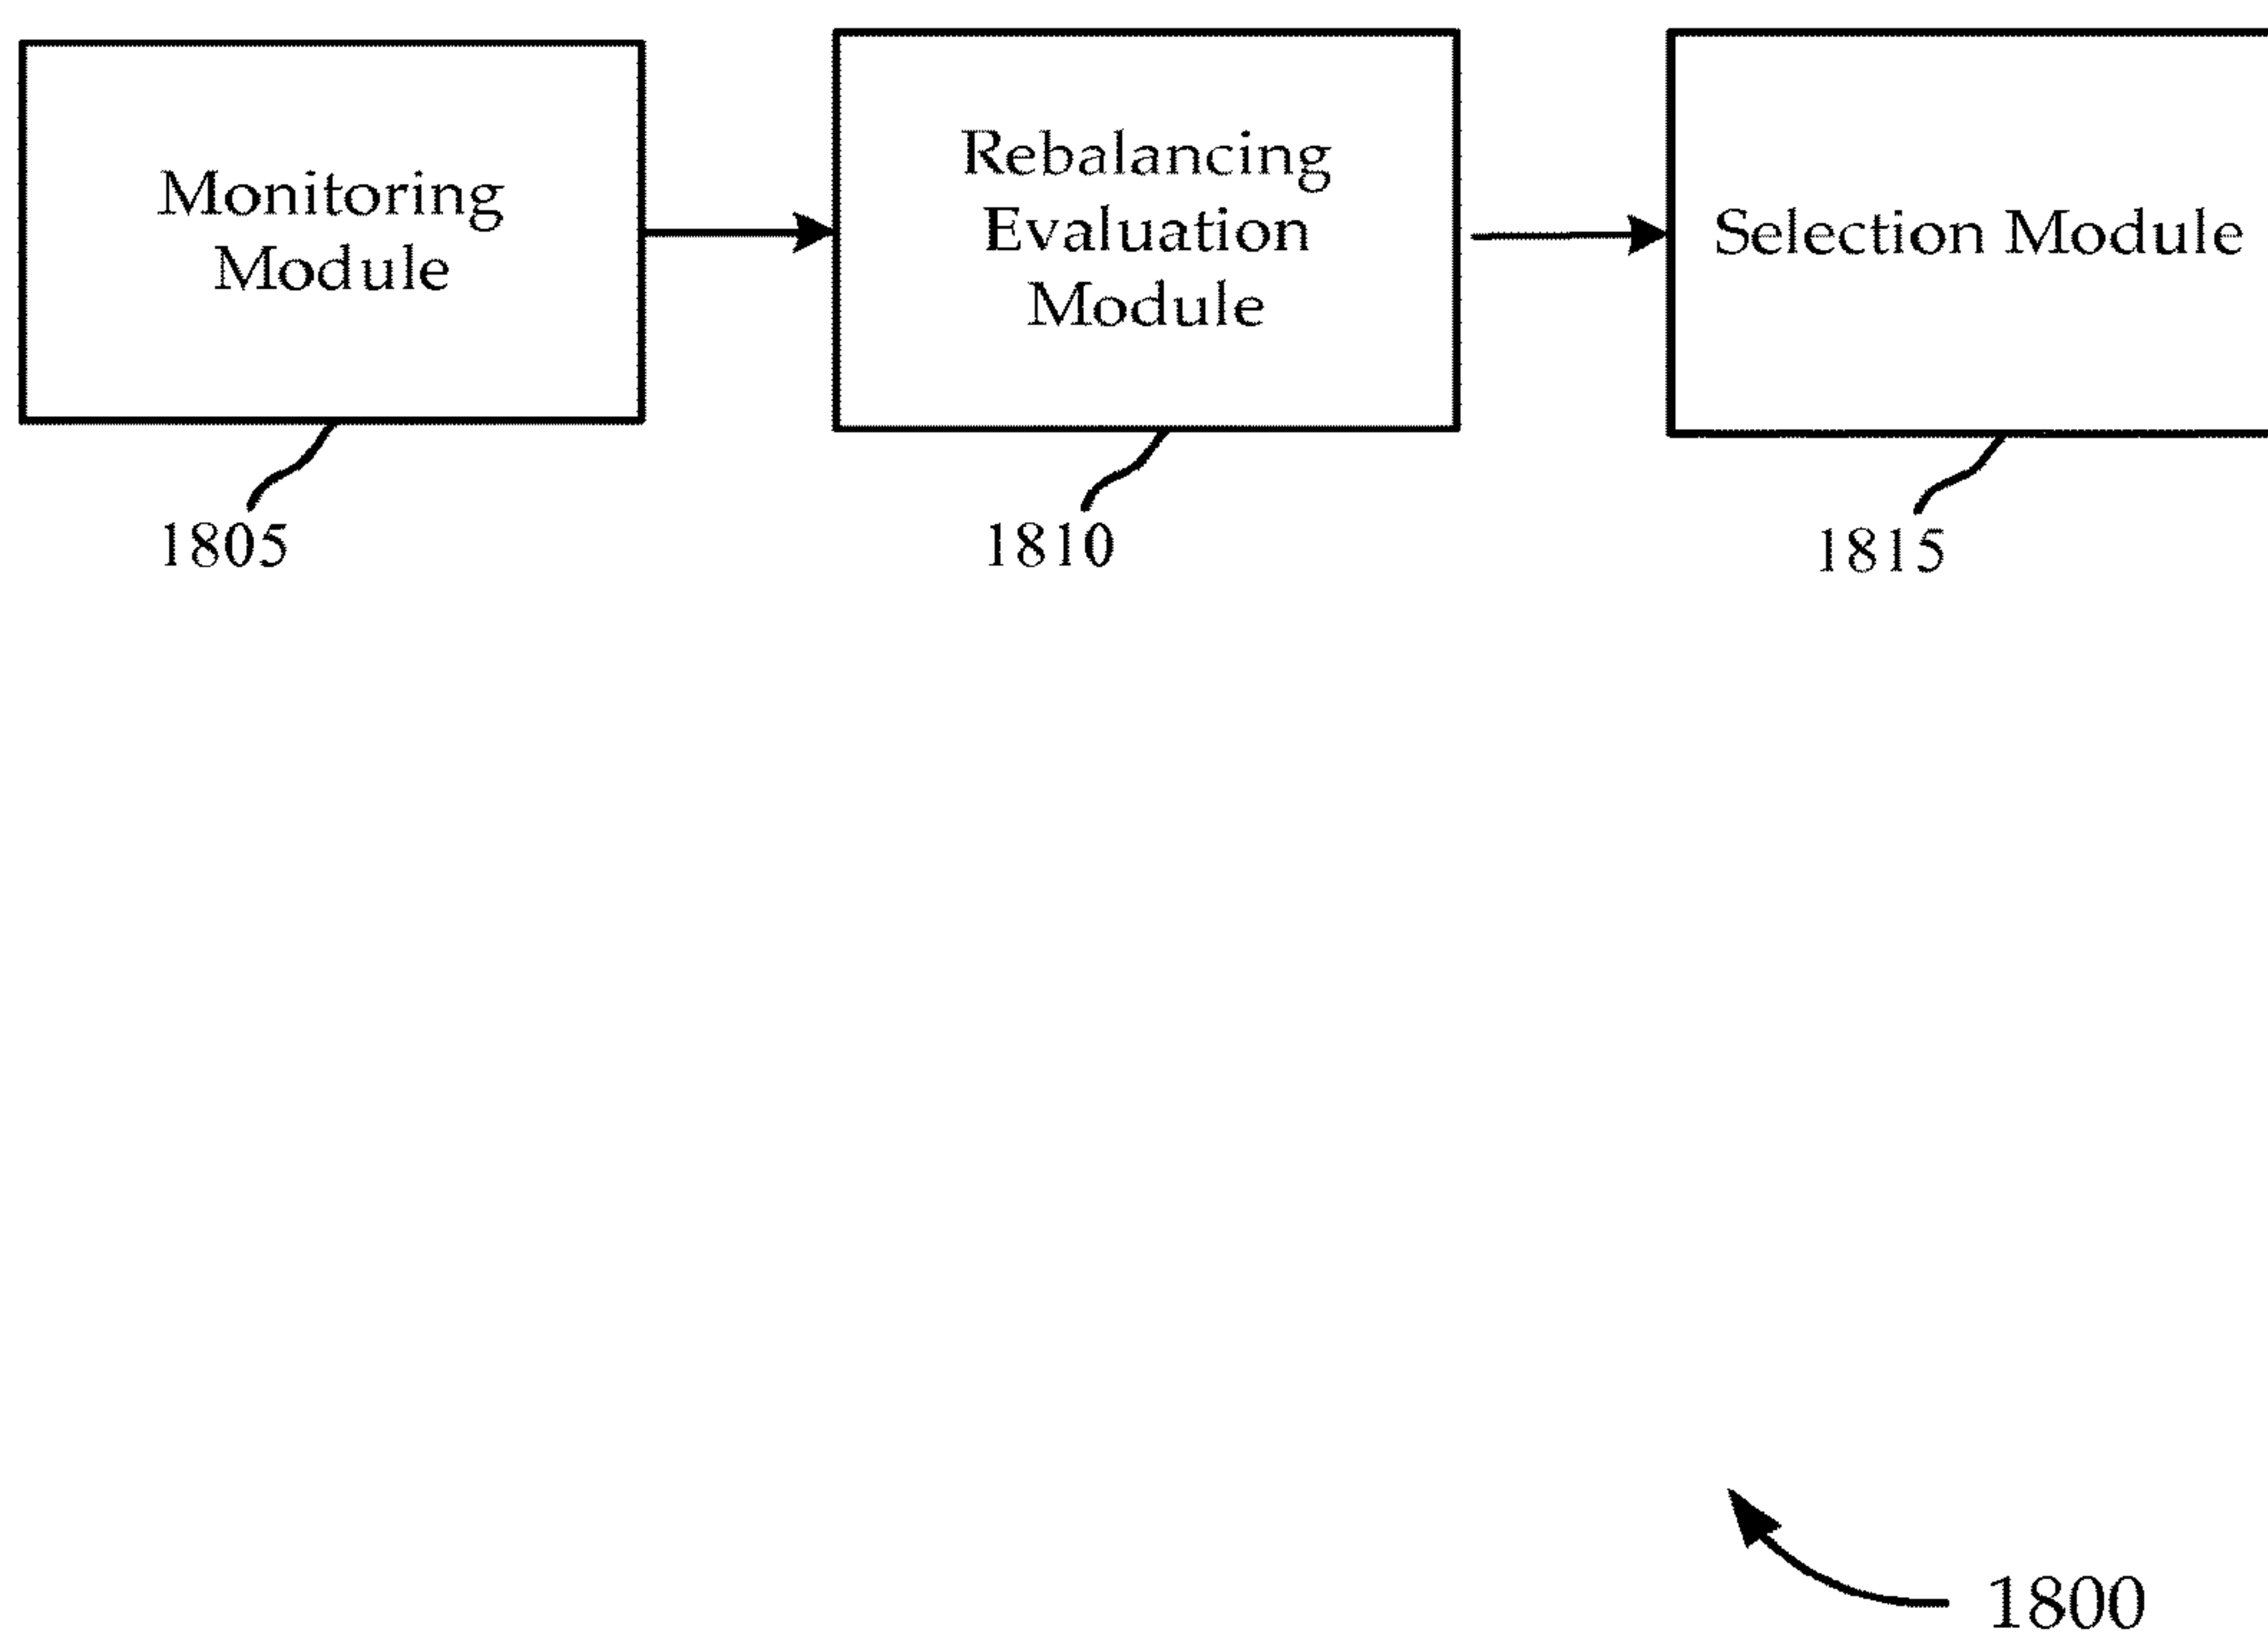 Monitoring
Module
Rebalancing
Evaluation
Module
Selection Module
1805
1810
1815
1800